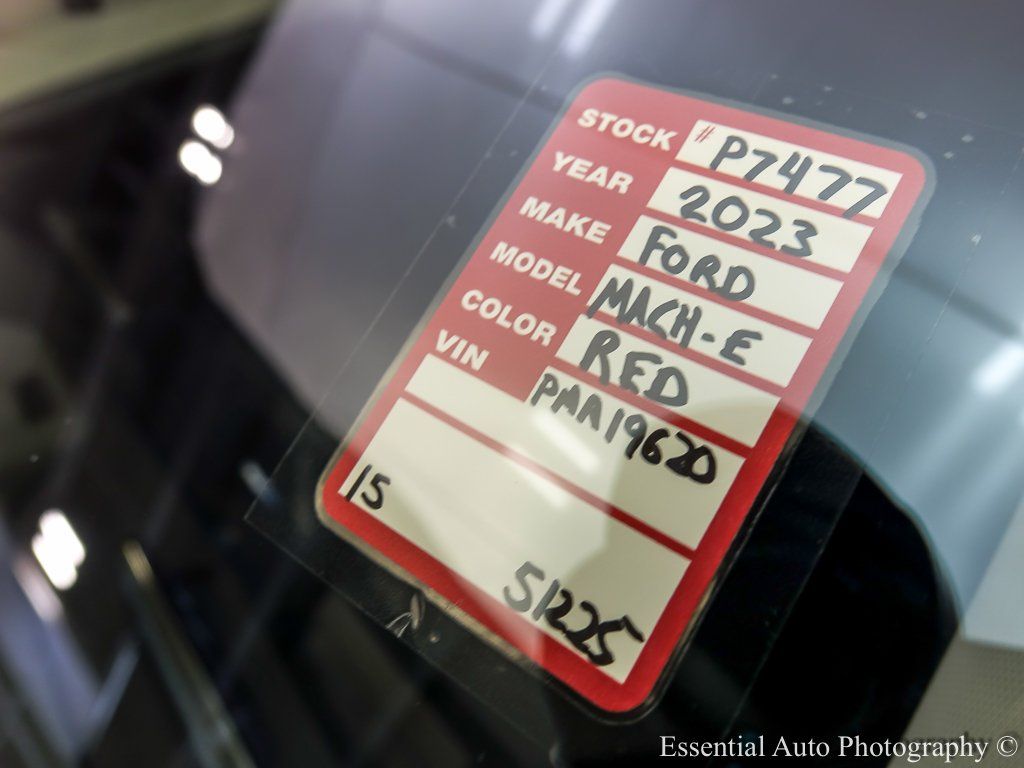 STOCK # P7477
YEAR 2023
MAKE FORD
MODEL MACH-E
COLOR RED
VIN PMA19620
15
51225
Essential Auto Photography ©